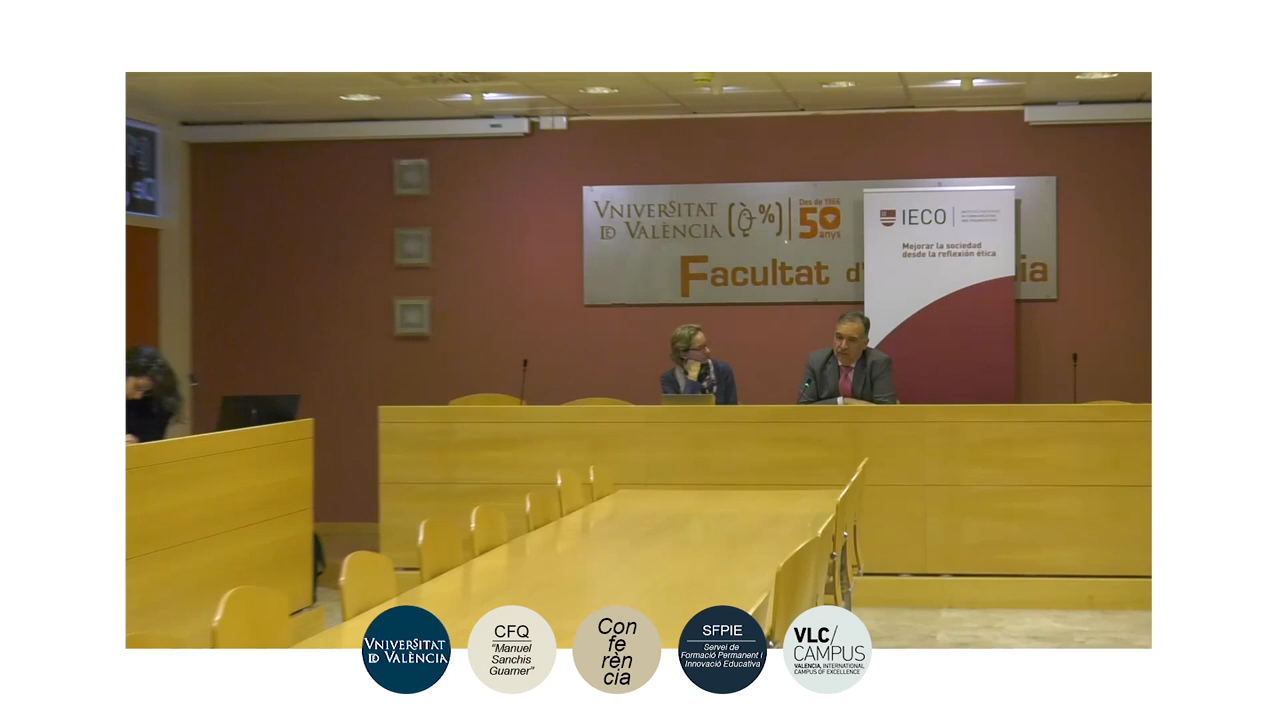 VNIVERSITAT
DE VALÈNCIA
(ò%)
Des de 1966
50
anys
Facultat d'
ia
IECO
Mejorar la sociedad
desde la reflexión ética
VNIVERSITAT
DE VALÈNCIA
CFQ
"Manuel
Sanchis
Guarner"
Con
fe
rèn
cia
SFPIE
Servei de
Formació Permanent i
Innovació Educativa
VLC/
CAMPUS
VALENCIA, INTERNATIONAL
CAMPUS OF EXCELLENCE